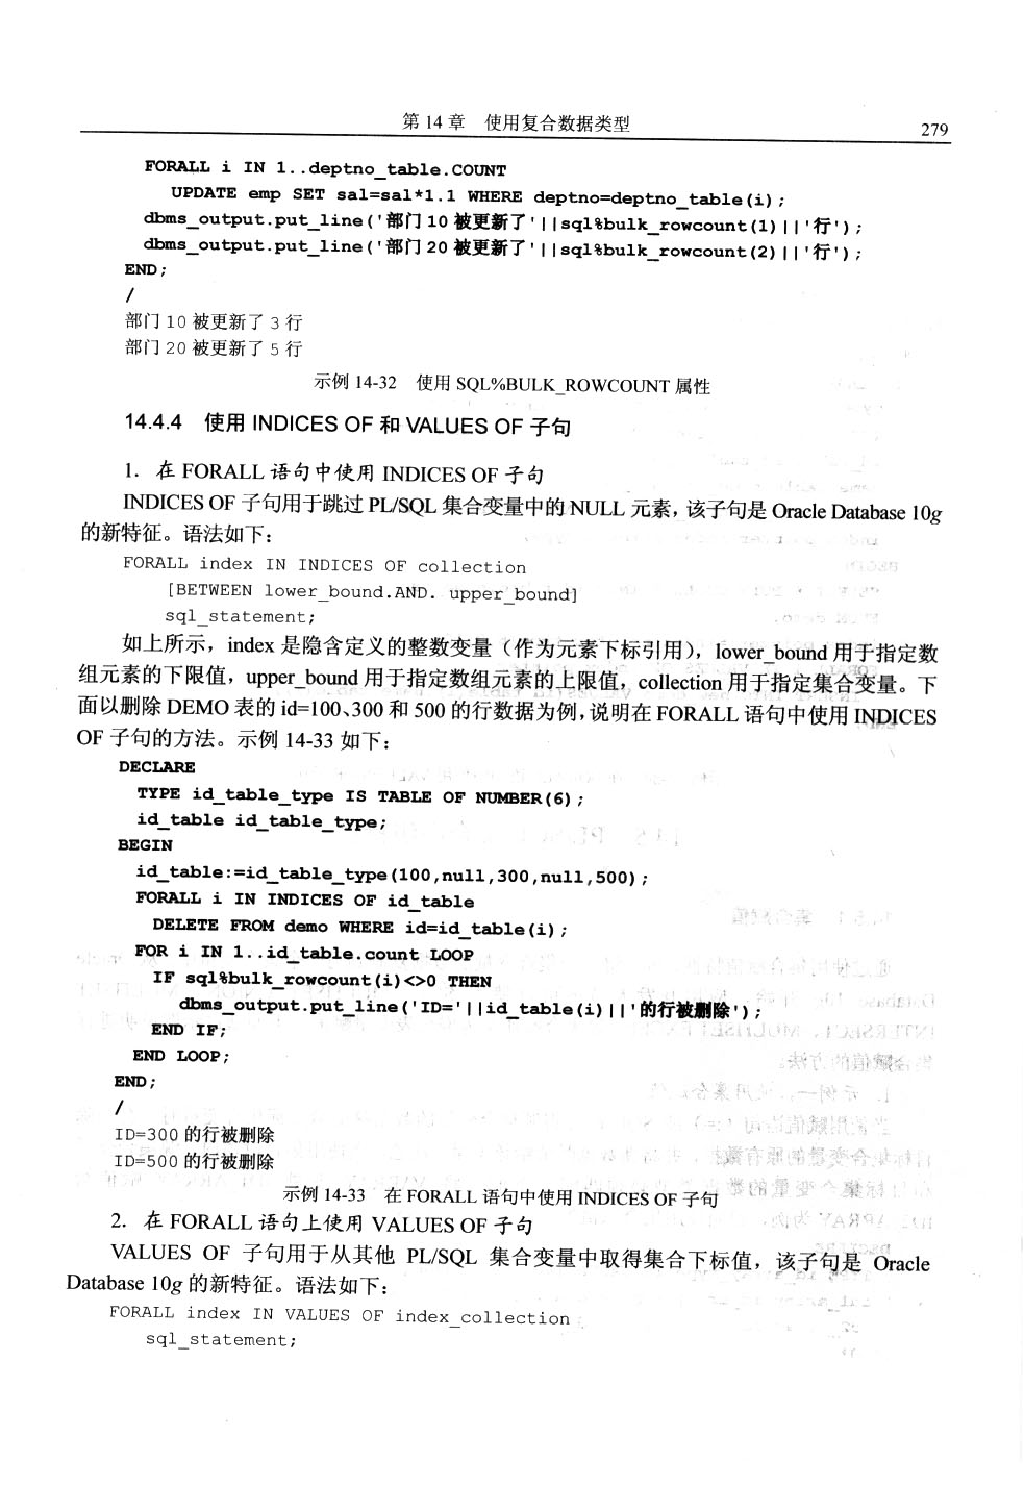 第 14 章 使用复合数据类型 279
FORALL i IN 1..deptno_table.COUNT
UPDATE emp SET sal=sal*1.1 WHERE deptno=deptno_table(i);
dbms_output.put_line('部门10被更新了'||sql%bulk_rowcount(1)||'行');
dbms_output.put_line('部门20被更新了'||sql%bulk_rowcount(2)||'行');
END;
/
部门 10 被更新了 3 行
部门 20 被更新了 5 行
示例 14-32 使用 SQL%BULK_ROWCOUNT 属性
14.4.4 使用 INDICES OF 和 VALUES OF 子句
1. 在 FORALL 语句中使用 INDICES OF 子句
INDICES OF 子句用于跳过 PL/SQL 集合变量中的 NULL 元素，该子句是 Oracle Database 10g
的新特征。语法如下：
FORALL index IN INDICES OF collection
[BETWEEN lower_bound.AND. upper_bound]
sql_statement;
如上所示，index 是隐含定义的整数变量（作为元素下标引用），lower_bound 用于指定数
组元素的下限值，upper_bound 用于指定数组元素的上限值，collection 用于指定集合变量。下
面以删除 DEMO 表的 id=100、300 和 500 的行数据为例，说明在 FORALL 语句中使用 INDICES
OF 子句的方法。示例 14-33 如下：
DECLARE
TYPE id_table_type IS TABLE OF NUMBER(6);
id_table id_table_type;
BEGIN
id_table:=id_table_type(100,null,300,null,500);
FORALL i IN INDICES OF id_table
DELETE FROM demo WHERE id=id_table(i);
FOR i IN 1..id_table.count LOOP
IF sql%bulk_rowcount(i)<>0 THEN
dbms_output.put_line('ID='||id_table(i)||'的行被删除');
END IF;
END LOOP;
END;
/
ID=300 的行被删除
ID=500 的行被删除
示例 14-33 在 FORALL 语句中使用 INDICES OF 子句
2. 在 FORALL 语句上使用 VALUES OF 子句
VALUES OF 子句用于从其他 PL/SQL 集合变量中取得集合下标值，该子句是 Oracle
Database 10g 的新特征。语法如下：
FORALL index IN VALUES OF index_collection
sql_statement;